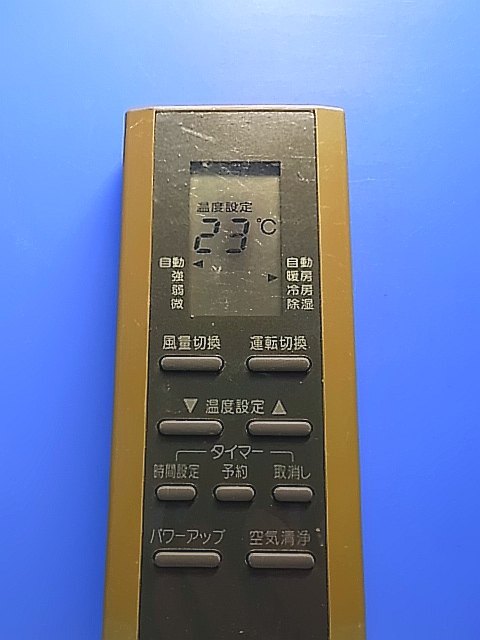 温度設定
23℃
自動 ◀ 自動
強 ▶ 暖房
弱 冷房
微 除湿
風量切換 運転切換
▼ 温度設定 ▲
タイマー
時間設定 予約 取消し
パワーアップ 空気清浄